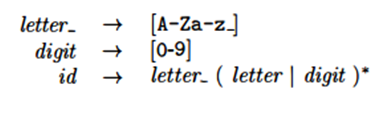 letter_ → [A-Za-z_]
digit → [0-9]
id → letter_ ( letter | digit )*